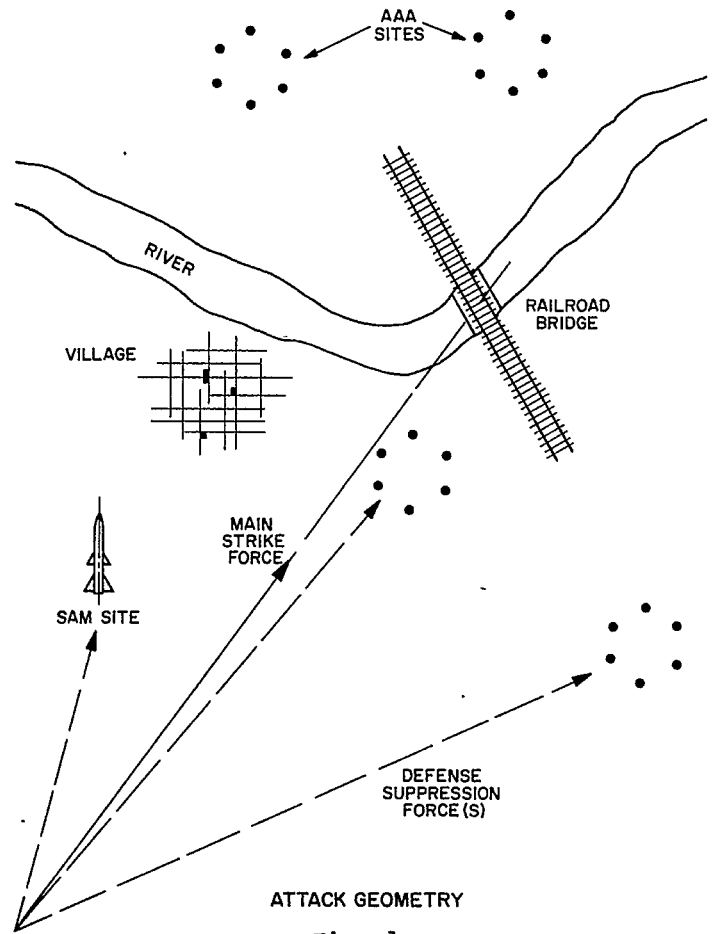 AAA
SITES
RIVER
RAILROAD
BRIDGE
VILLAGE
MAIN
STRIKE
FORCE
SAM SITE
DEFENSE
SUPPRESSION
FORCE(S)
ATTACK GEOMETRY